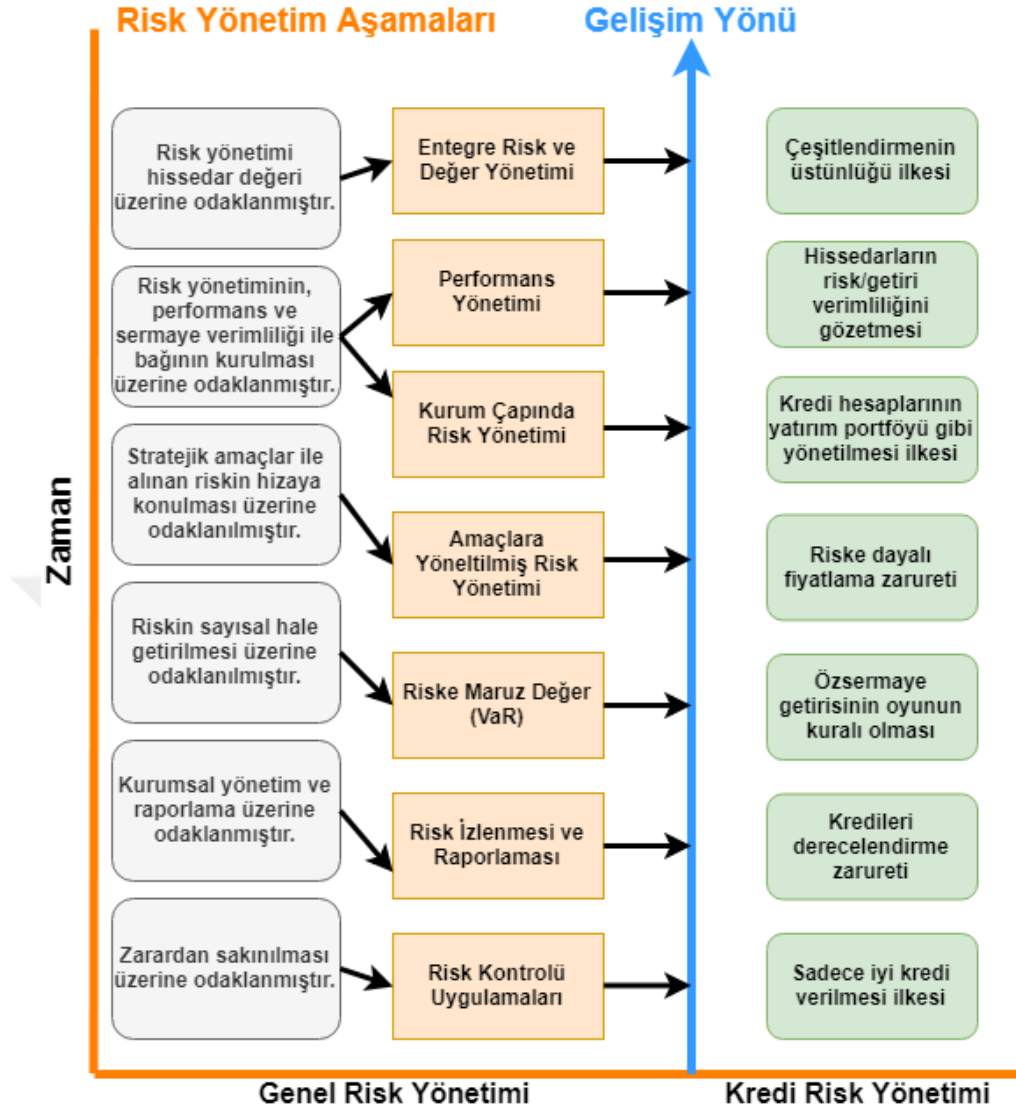 Risk Yönetim Aşamaları
Gelişim Yönü
Risk yönetimi
hissedar değeri
üzerine odaklanmıştır.
Entegre Risk ve
Değer Yönetimi
Çeşitlendirmenin
üstünlüğü ilkesi
Risk yönetiminin,
performans ve
sermaye verimliliği ile
bağının kurulması
üzerine odaklanmıştır.
Performans
Yönetimi
Hissedarların
risk/getiri
verimliliğini
gözetmesi
Kurum Çapında
Risk Yönetimi
Kredi hesaplarının
yatırım portföyü gibi
yönetilmesi ilkesi
Stratejik amaçlar ile
alınan riskin hizaya
konulması üzerine
odaklanılmıştır.
Amaçlara
Yöneltilmiş Risk
Yönetimi
Riske dayalı
fiyatlama zarureti
Riskin sayısal hale
getirilmesi üzerine
odaklanılmıştır.
Riske Maruz Değer
(VaR)
Özsermaye
getirisinin oyunun
kuralı olması
Kurumsal yönetim ve
raporlama üzerine
odaklanmıştır.
Risk İzlenmesi ve
Raporlaması
Kredileri
derecelendirme
zarureti
Zarardan sakınılması
üzerine odaklanmıştır.
Risk Kontrolü
Uygulamaları
Sadece iyi kredi
verilmesi ilkesi
Zaman
Genel Risk Yönetimi
Kredi Risk Yönetimi